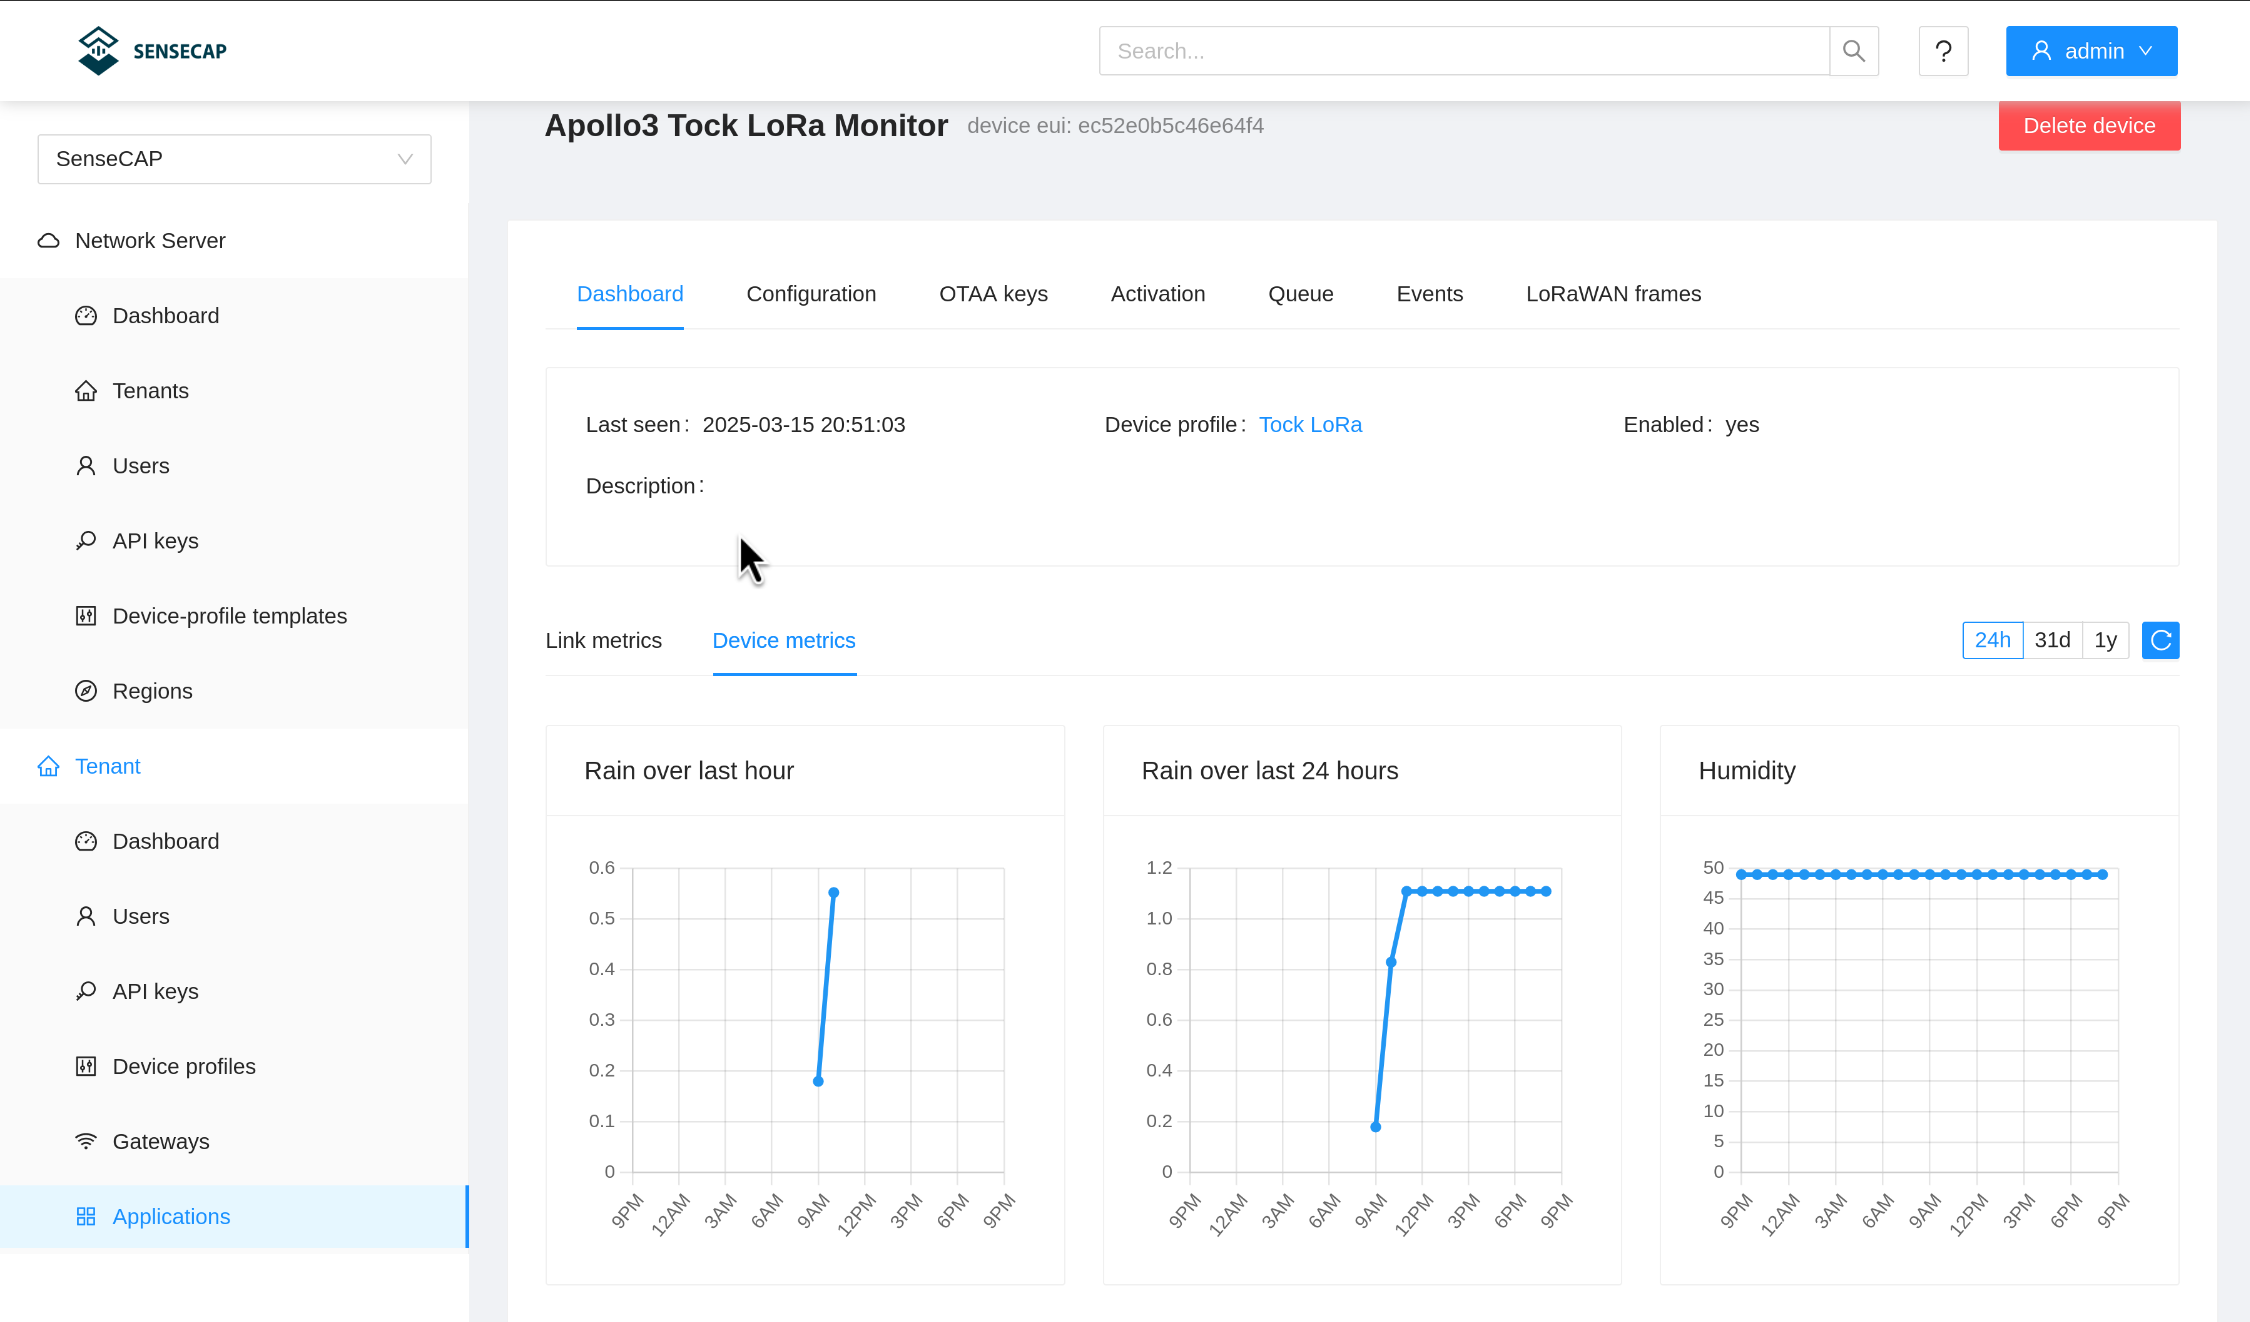 SENSECAP
Search...
?
admin
SenseCAP
Network Server
Dashboard
Tenants
Users
API keys
Device-profile templates
Regions
Tenant
Dashboard
Users
API keys
Device profiles
Gateways
Applications
Apollo3 Tock LoRa Monitor device eui: ec52e0b5c46e64f4
Delete device
Dashboard Configuration OTAA keys Activation Queue Events LoRaWAN frames
Last seen: 2025-03-15 20:51:03 Device profile: Tock LoRa Enabled: yes
Description:
Link metrics Device metrics 24h 31d 1y
Rain over last hour
0.6
0.5
0.4
0.3
0.2
0.1
0
9PM 12AM 3AM 6AM 9AM 12PM 3PM 6PM 9PM
Rain over last 24 hours
1.2
1.0
0.8
0.6
0.4
0.2
0
9PM 12AM 3AM 6AM 9AM 12PM 3PM 6PM 9PM
Humidity
50
45
40
35
30
25
20
15
10
5
0
9PM 12AM 3AM 6AM 9AM 12PM 3PM 6PM 9PM